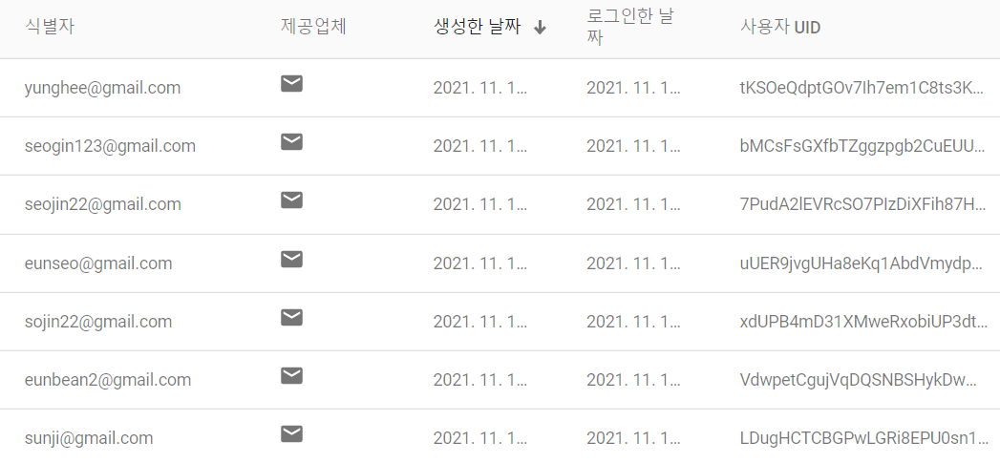 식별자 제공업체 생성한 날짜 로그인한 날짜 사용자 UID
yunghee@gmail.com 2021. 11. 1... 2021. 11. 1... tKSOeQdptGOv7Ih7em1C8ts3K...
seogin123@gmail.com 2021. 11. 1... 2021. 11. 1... bMCsFsGXfbTZggzpgb2CuEUU...
seojin22@gmail.com 2021. 11. 1... 2021. 11. 1... 7PudA2lEVRcSO7PIzDiXFih87H...
eunseo@gmail.com 2021. 11. 1... 2021. 11. 1... uUER9jvgUHa8eKq1AbdVmydp...
sojin22@gmail.com 2021. 11. 1... 2021. 11. 1... xdUPB4mD31XMweRxobiUP3dt...
eunbean2@gmail.com 2021. 11. 1... 2021. 11. 1... VdwpetCgujVqDQSNBSHykDw...
sunji@gmail.com 2021. 11. 1... 2021. 11. 1... LDugHCTCBGPwLGRi8EPU0sn1...